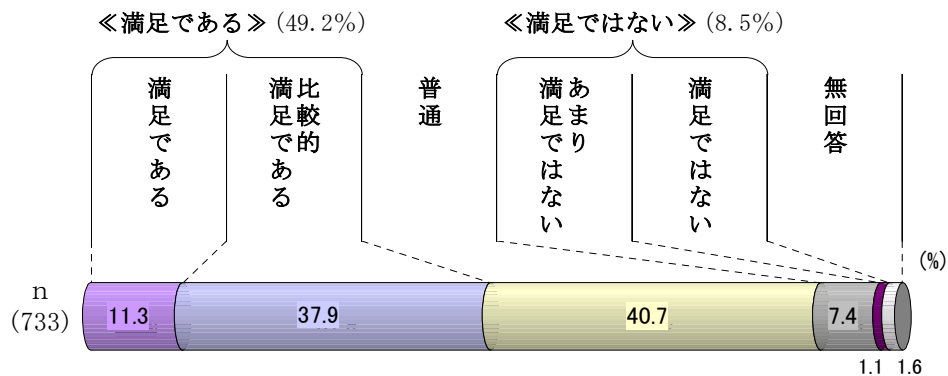 ≪満足である≫(49.2%)
≪満足ではない≫(8.5%)
満足である
比較的
満足である
普通
あまり
満足ではない
満足ではない
無回答
(%)
n
(733)
11.3
37.9
40.7
7.4
1.1
1.6